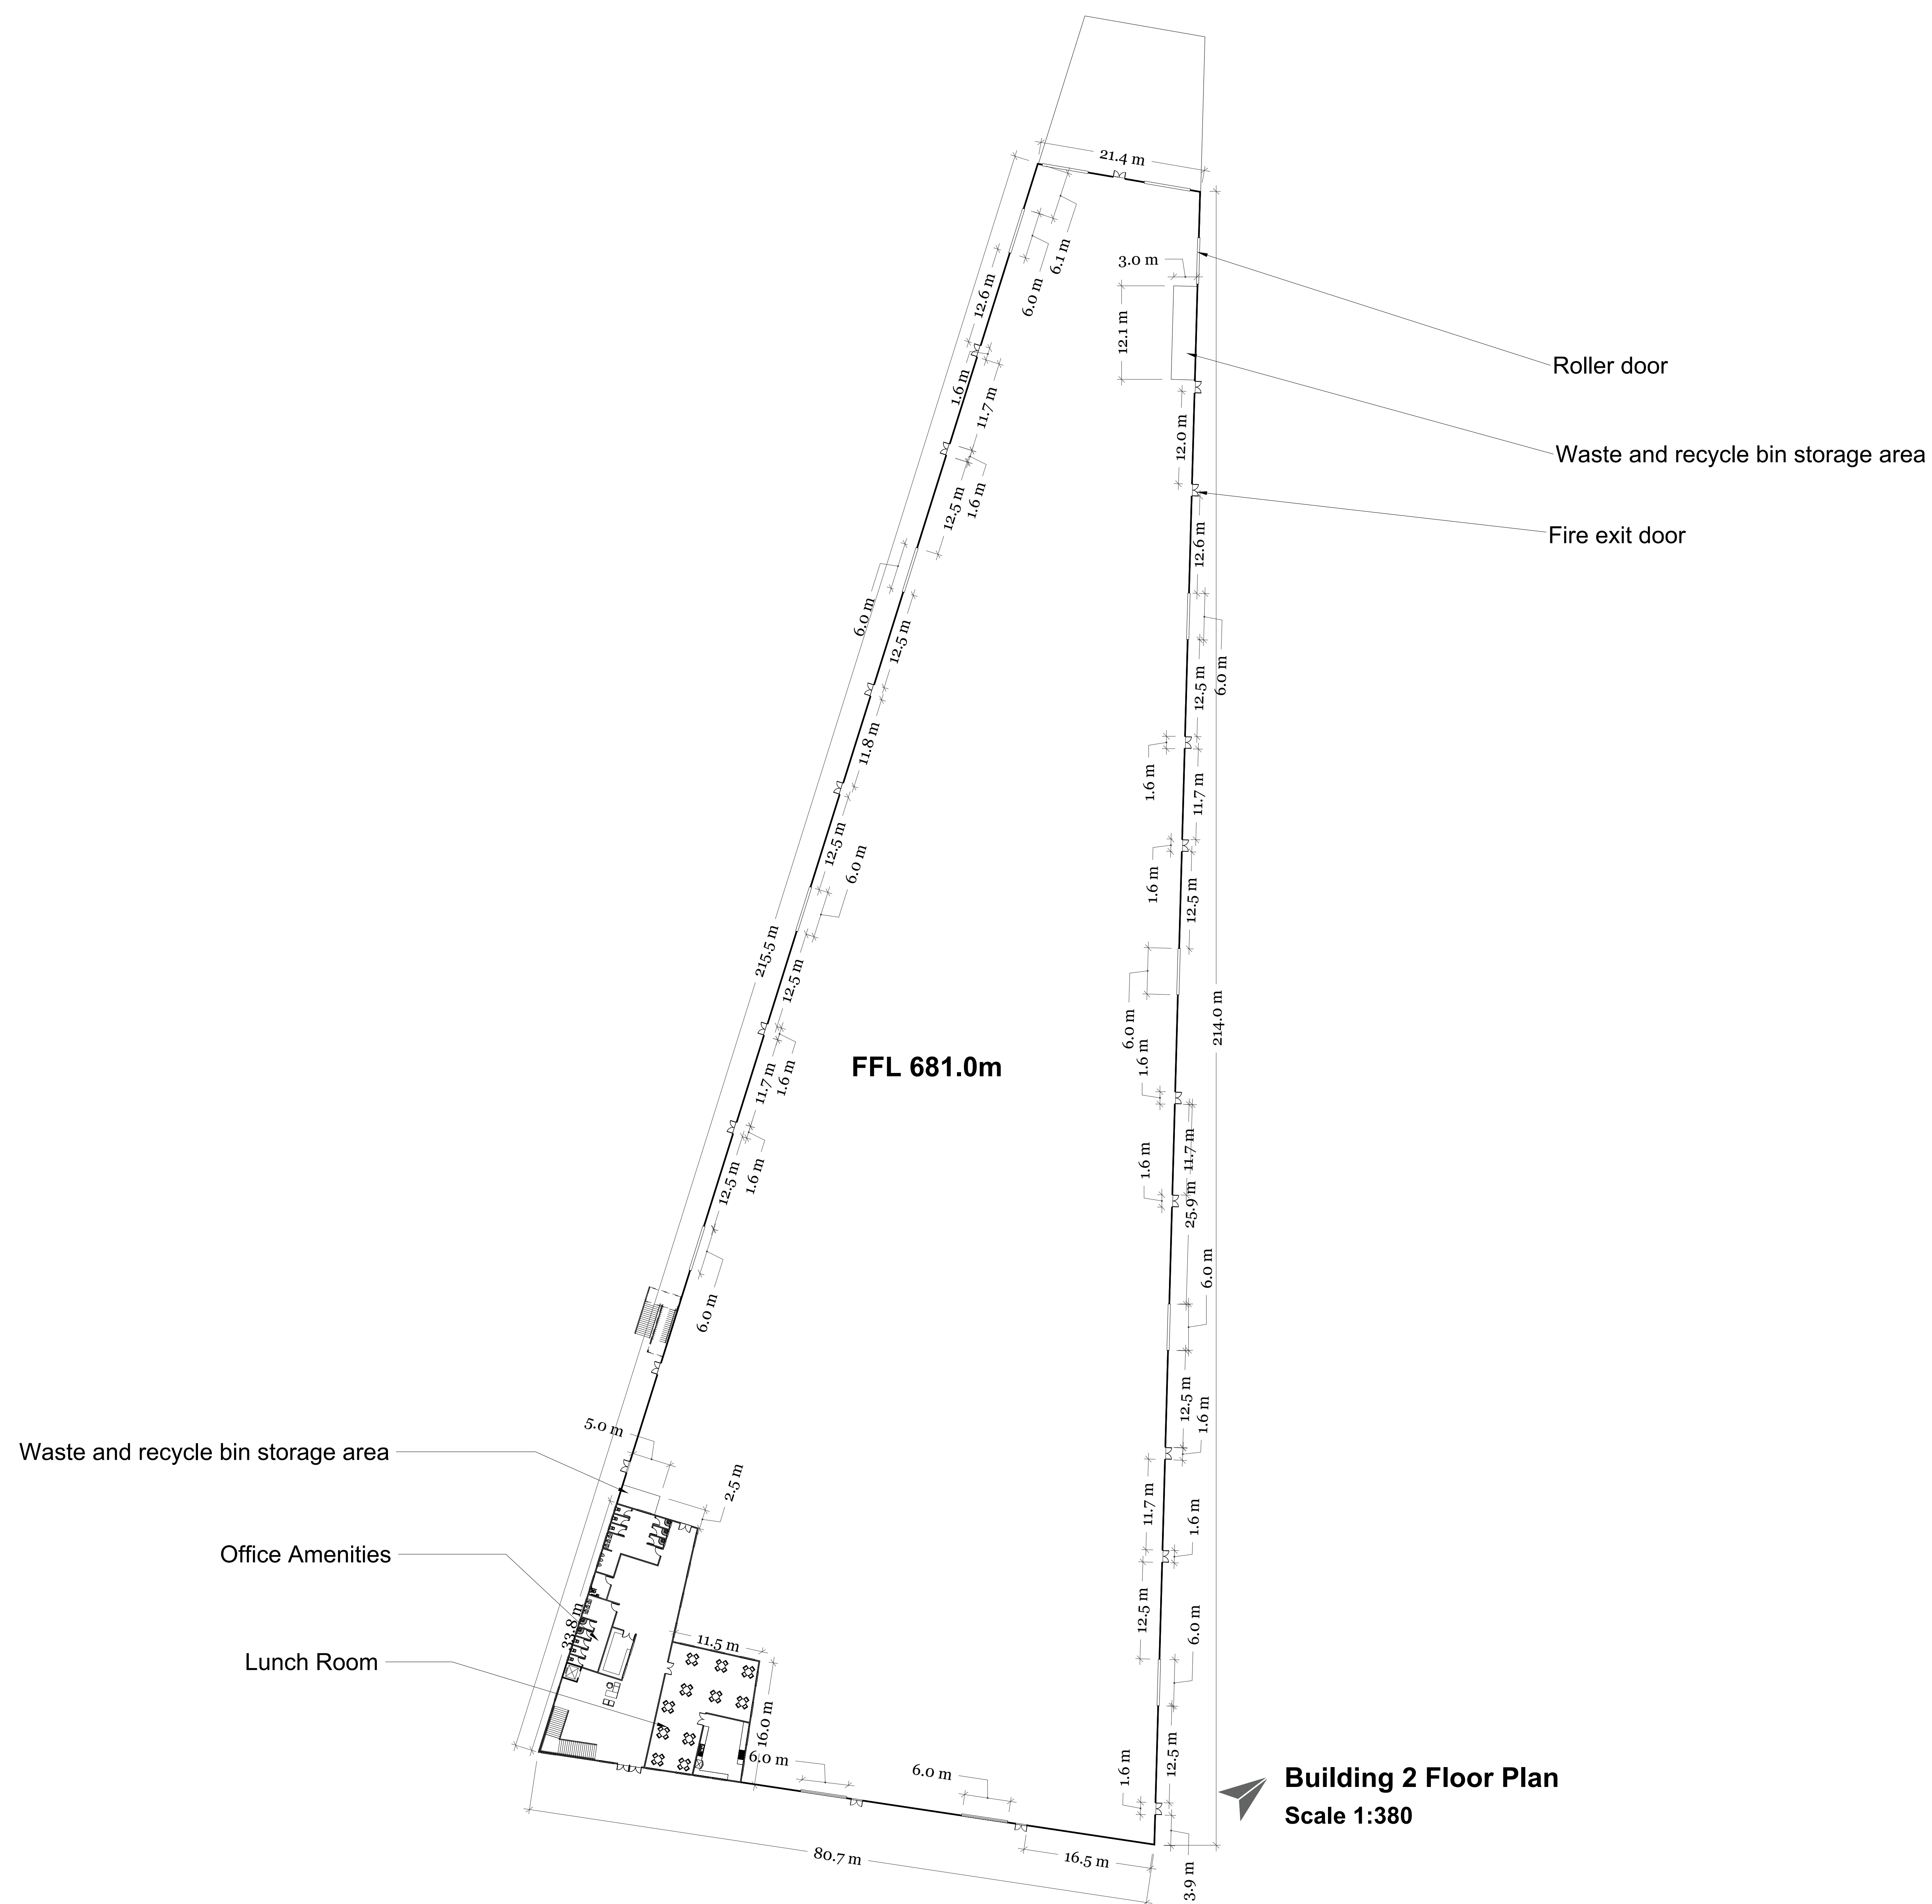 21.4 m
6.1 m
6.0 m
3.0 m
12.6 m
12.1 m
Roller door
1.6 m
11.7 m
12.0 m
Waste and recycle bin storage area
12.5 m
1.6 m
Fire exit door
12.6 m
6.0 m
12.5 m
12.5 m
6.0 m
11.8 m
1.6 m
11.7 m
12.5 m
6.0 m
1.6 m
12.5 m
215.5 m
12.5 m
6.0 m
214.0 m
FFL 681.0m
1.6 m
11.7 m
1.6 m
11.7 m
12.5 m
1.6 m
1.6 m
25.9 m
6.0 m
6.0 m
12.5 m
1.6 m
5.0 m
Waste and recycle bin storage area
2.5 m
11.7 m
1.6 m
Office Amenities
33.8 m
12.5 m
6.0 m
11.5 m
Lunch Room
16.0 m
6.0 m
6.0 m
1.6 m
12.5 m
Building 2 Floor Plan
Scale 1:380
80.7 m
16.5 m
3.9 m